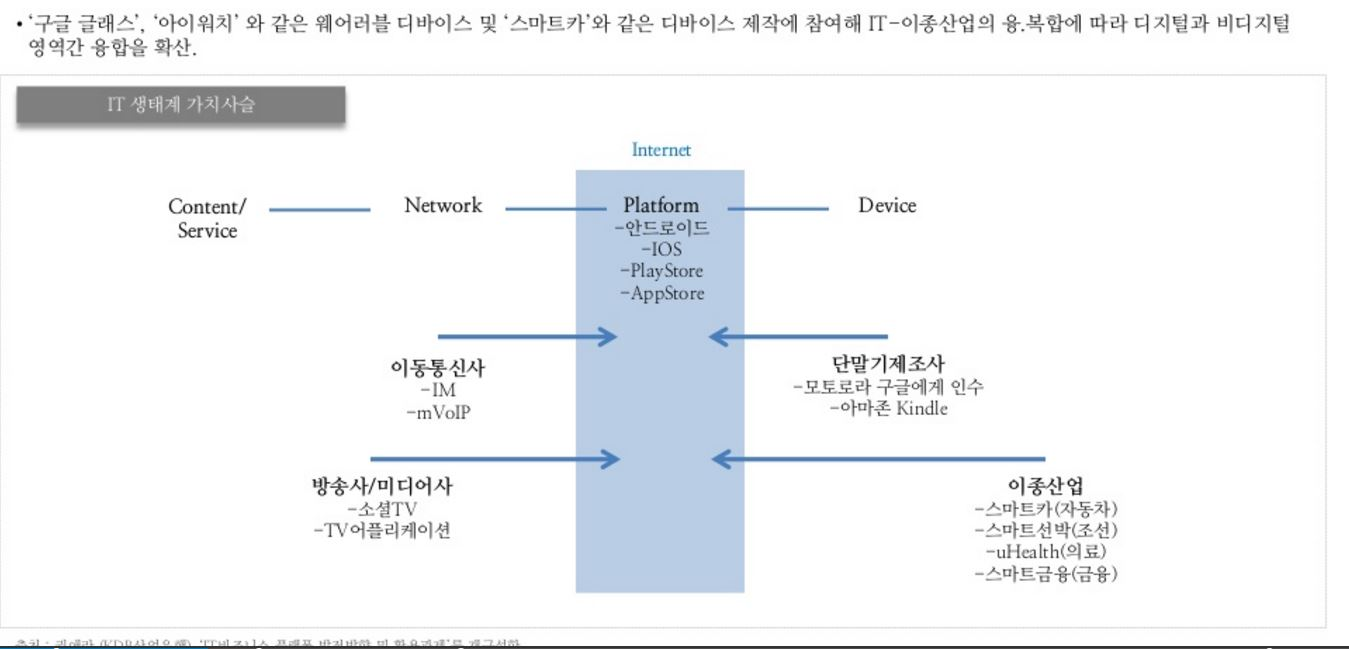 • ‘구글 글래스’, ‘아이워치’ 와 같은 웨어러블 디바이스 및 ‘스마트카’와 같은 디바이스 제작에 참여해 IT-이종산업의 융.복합에 따라 디지털과 비디지털
영역간 융합을 확산.
IT 생태계 가치사슬
Internet
Content/
Service
Network
Platform
-안드로이드
-IOS
-PlayStore
-AppStore
Device
이동통신사
-IM
-mVoIP
단말기제조사
-모토로라 구글에게 인수
-아마존 Kindle
방송사/미디어사
-소셜TV
-TV어플리케이션
이종산업
-스마트카(자동차)
-스마트선박(조선)
-uHealth(의료)
-스마트금융(금융)